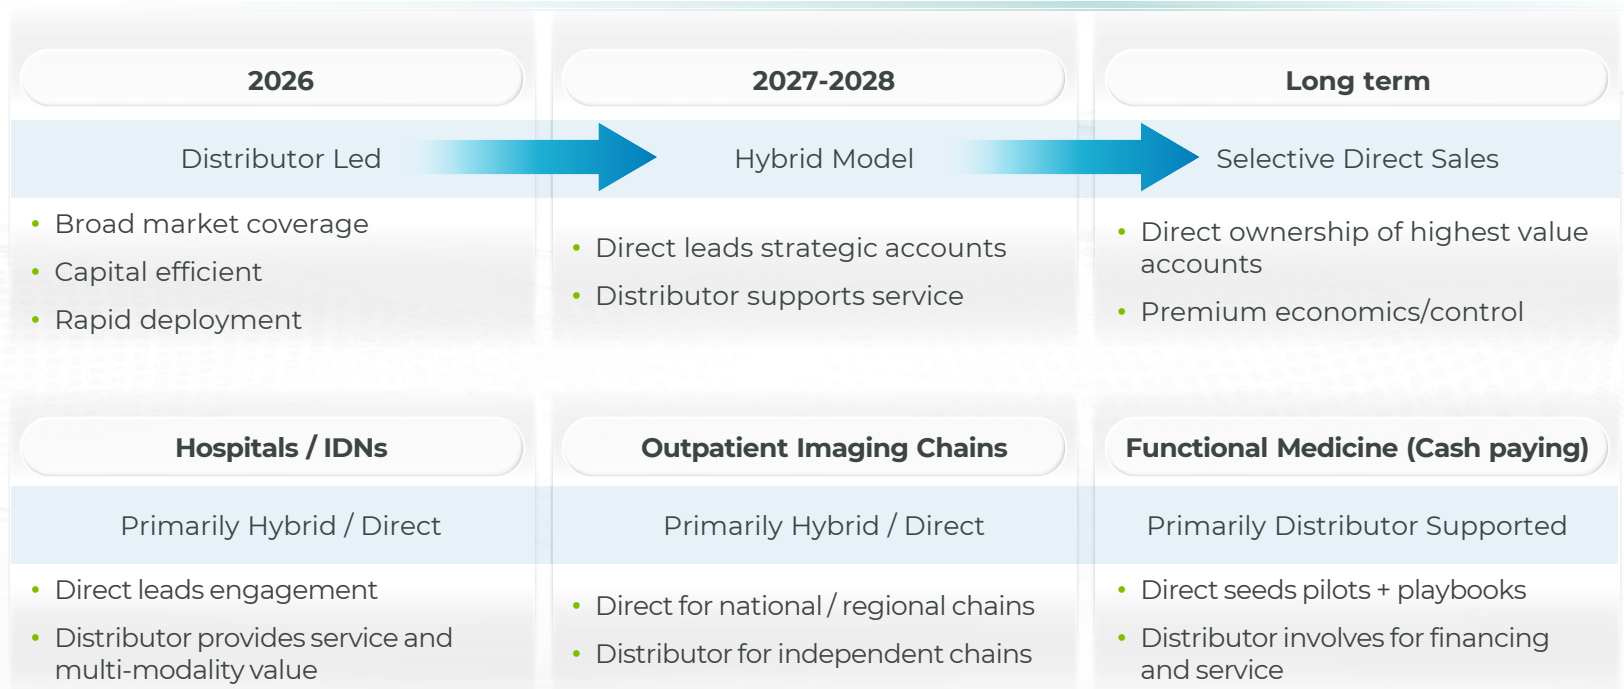 2026
2027-2028
Long term
Distributor Led
Hybrid Model
Selective Direct Sales
• Broad market coverage
• Capital efficient
• Rapid deployment
• Direct leads strategic accounts
• Distributor supports service
• Direct ownership of highest value
accounts
• Premium economics/control
Hospitals / IDNs
Outpatient Imaging Chains
Functional Medicine (Cash paying)
Primarily Hybrid / Direct
Primarily Hybrid / Direct
Primarily Distributor Supported
• Direct leads engagement
• Distributor provides service and
multi-modality value
• Direct for national / regional chains
• Distributor for independent chains
• Direct seeds pilots + playbooks
• Distributor involves for financing
and service